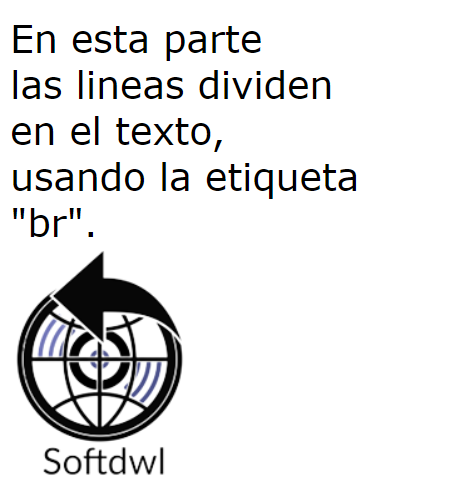 En esta parte
las lineas dividen
en el texto,
usando la etiqueta
"br".
Softdwl